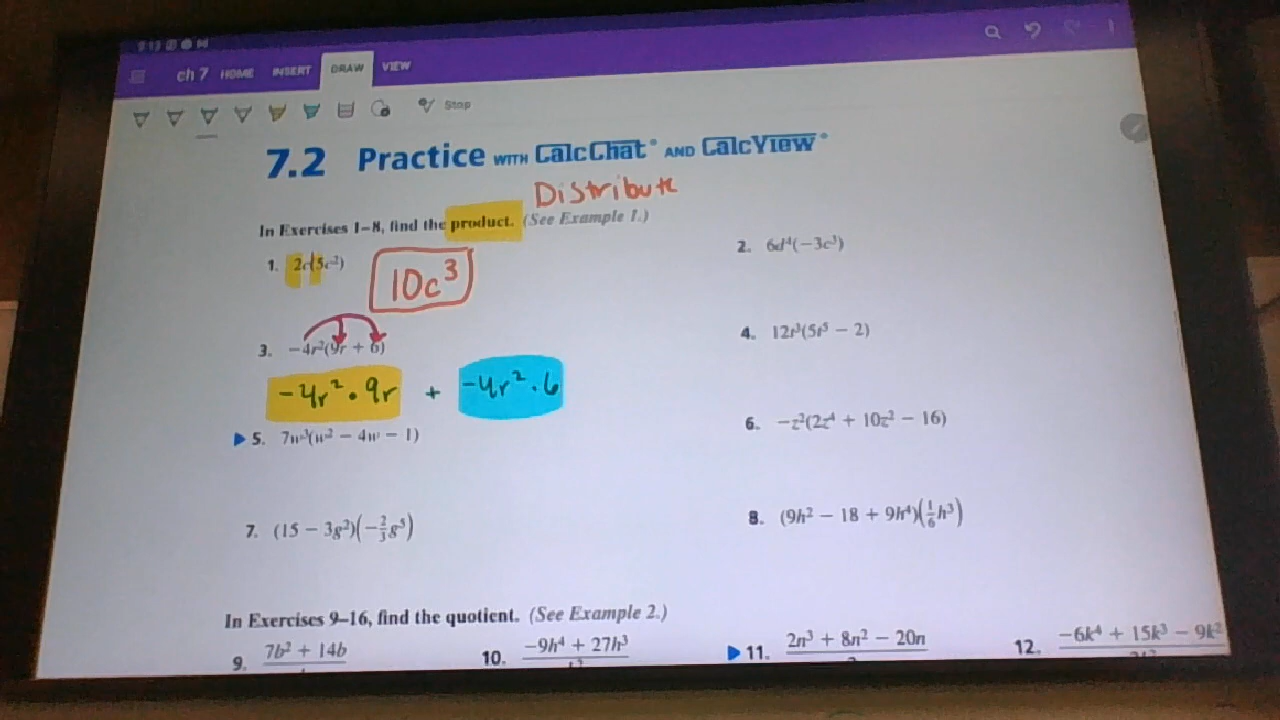 ch 7 HOME INSERT DRAW VIEW
Stop
7.2 Practice WITH CalcChat® AND CalcView®
Distribute
In Exercises 1–8, find the product. (See Example 1.)
1. 2c(5c²) 10c³
2. 6d⁴(−3c³)
3. −4r²(9r + 6)
−4r² · 9r + −4r² · 6
4. 12t³(5t⁵ − 2)
5. 7w³(w² − 4w − 1)
6. −z²(2z⁴ + 10z² − 16)
7. (15 − 3g²)(−2/3 g⁵)
8. (9h² − 18 + 9h⁴)(1/6 h³)
In Exercises 9–16, find the quotient. (See Example 2.)
9. 7b² + 14b
10. −9h⁴ + 27h³
11. 2n³ + 8n² − 20n
12. −6k⁴ + 15k³ − 9k²